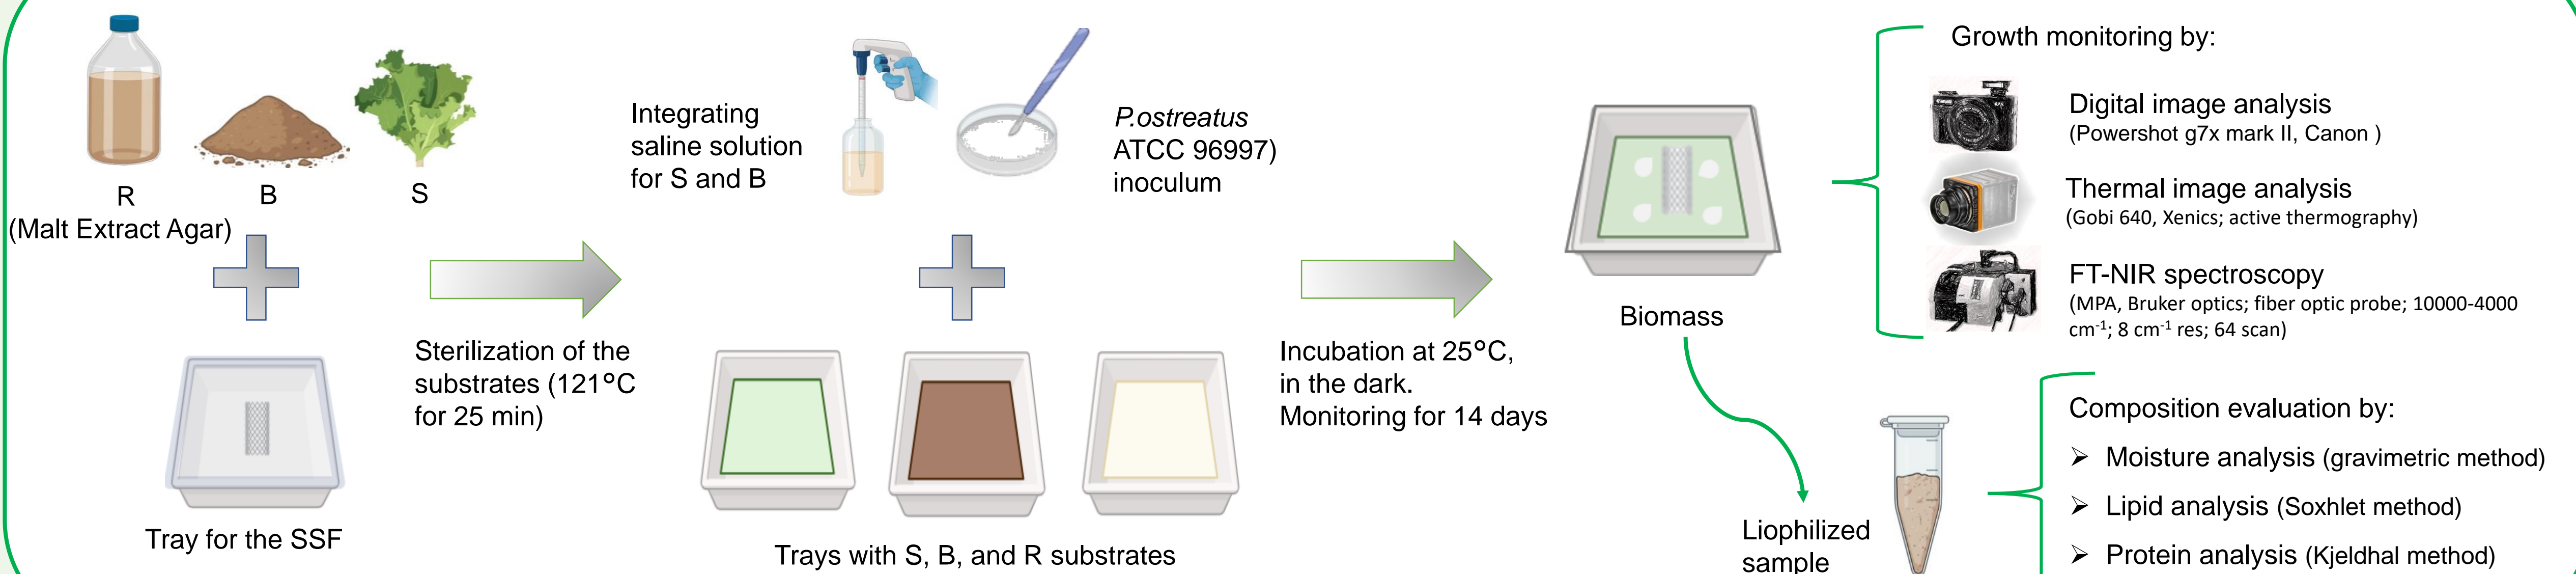 R
(Malt Extract Agar)
B
S
Tray for the SSF
Sterilization of the
substrates (121°C
for 25 min)
Integrating
saline solution
for S and B
P.ostreatus
ATCC 96997)
inoculum
Trays with S, B, and R substrates
Incubation at 25°C,
in the dark.
Monitoring for 14 days
Biomass
Growth monitoring by:
Digital image analysis
(Powershot g7x mark II, Canon )
Thermal image analysis
(Gobi 640, Xenics; active thermography)
FT-NIR spectroscopy
(MPA, Bruker optics; fiber optic probe; 10000-4000
cm⁻¹; 8 cm⁻¹ res; 64 scan)
Liophilized
sample
Composition evaluation by:
➢ Moisture analysis (gravimetric method)
➢ Lipid analysis (Soxhlet method)
➢ Protein analysis (Kjeldhal method)